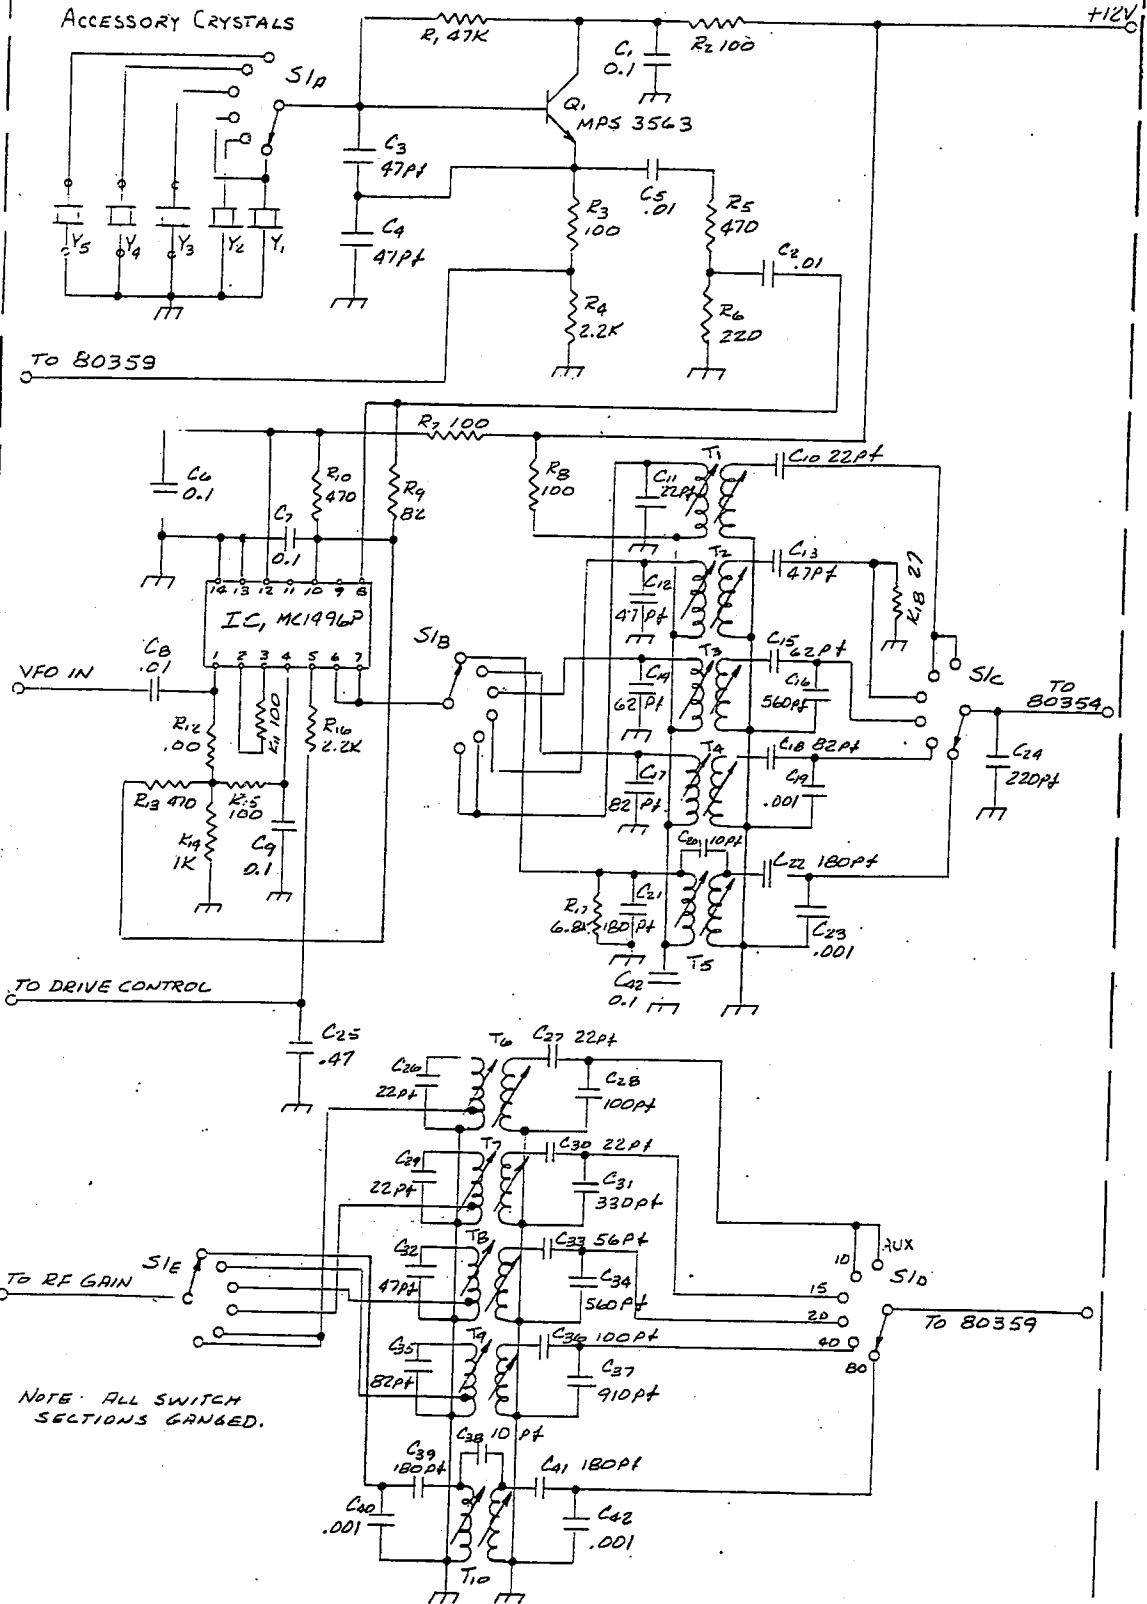 ACCESSORY CRYSTALS
+12V
R1 47K
C1
0.1
R2 100
S1A
Q1
MPS 3563
C3
47Pf
C4
47Pf
C5
.01
R3
100
R5
470
C2
.01
R4
2.2K
R6
220
Y5
Y4
Y3
Y2
Y1
TO 80359
R7 100
C6
0.1
R10
470
R9
82
R8
100
C7
0.1
T1
C10 22Pf
C11
22Pf
14 13 12 11 10 9 8
IC1 MC1496P
1 2 3 4 5 6 7
T2
C13
47Pf
C12
47Pf
R18 27
S1B
C8
.01
VFO IN
T3
C15
62Pf
C14
62Pf
C16
560Pf
S1C
TO
80354
R12
.00
R11 100
R16
2.2K
T4
C18 82Pf
C17
82Pf
C19
.001
C24
220Pf
R13 470
R15
100
R14
1K
C9
0.1
C20 10Pf
C22 180Pf
R17
6.8K
C21
180Pf
T5
C23
.001
C42
0.1
TO DRIVE CONTROL
C25
.47
T6
C27 22Pf
C26
22Pf
C28
100Pf
T7
C30 22Pf
C29
22Pf
C31
330Pf
T8
C33 56Pf
C32
47Pf
C34
560Pf
AUX
10
15
20
40
80
S1D
TO 80359
S1E
TO RF GAIN
T9
C36 100Pf
C35
82Pf
C37
910Pf
NOTE: ALL SWITCH
SECTIONS GANGED.
C38 10 Pf
C39
180Pf
C41 180Pf
C40
.001
C42
.001
T10